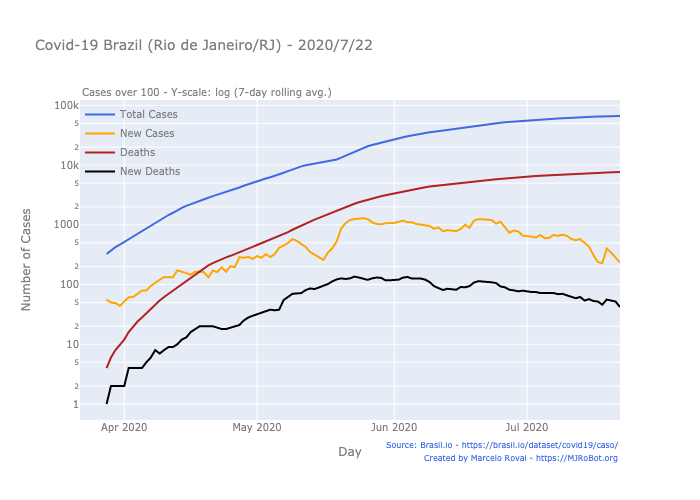 Covid-19 Brazil (Rio de Janeiro/RJ) - 2020/7/22
Cases over 100 - Y-scale: log (7-day rolling avg.)
Total Cases
New Cases
Deaths
New Deaths
Number of Cases
100k
5
2
10k
5
2
1000
5
2
100
5
2
10
5
2
1
Apr 2020
May 2020
Jun 2020
Jul 2020
Day
Source: Brasil.io - https://brasil.io/dataset/covid19/caso/
Created by Marcelo Rovai - https://MJRoBot.org